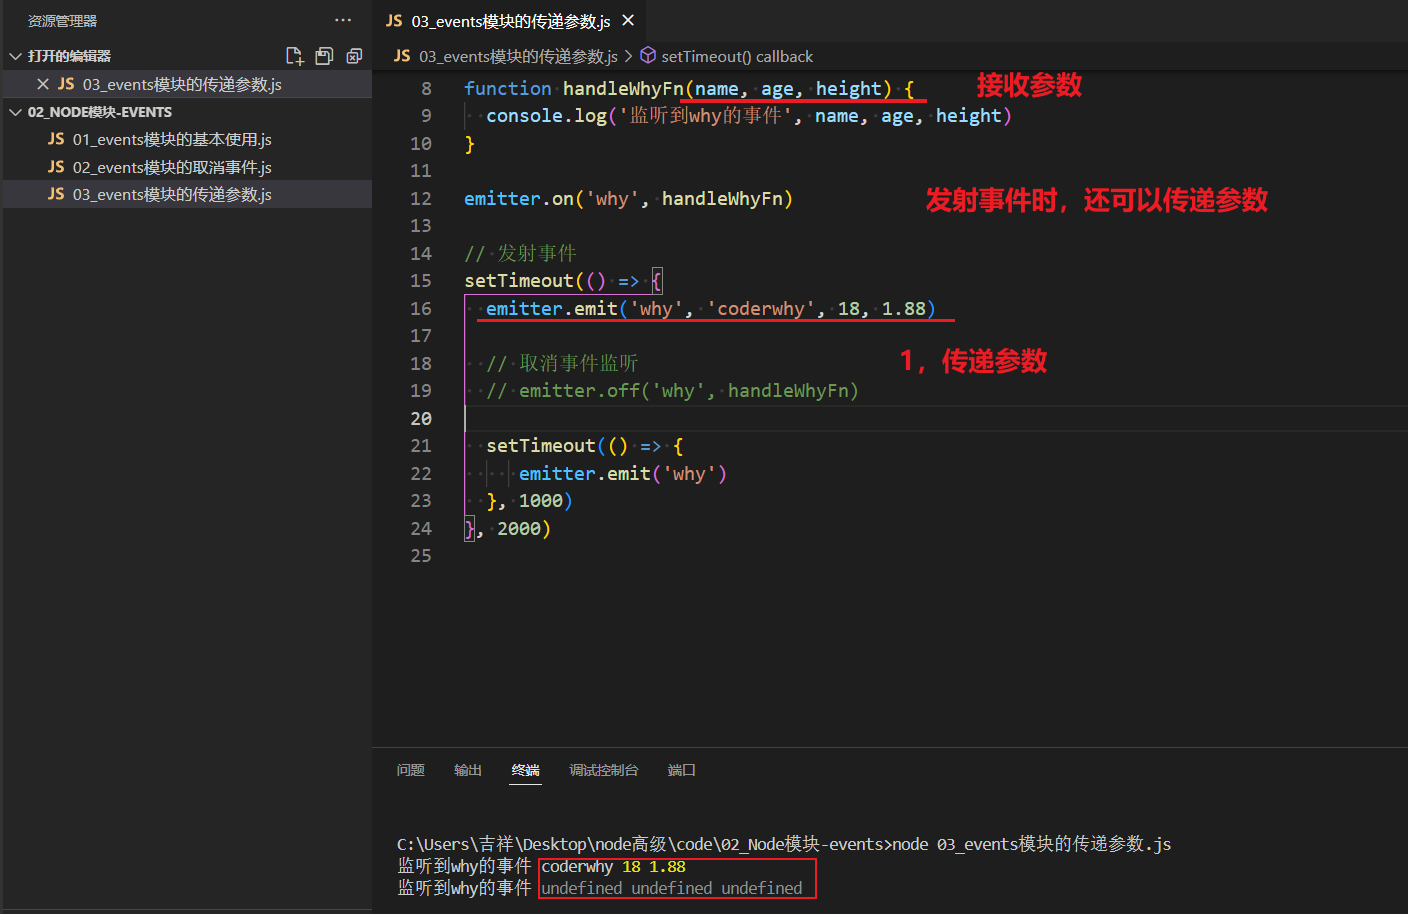 资源管理器 ···
打开的编辑器
JS 03_events模块的传递参数.js
02_NODE模块-EVENTS
JS 01_events模块的基本使用.js
JS 02_events模块的取消事件.js
JS 03_events模块的传递参数.js
JS 03_events模块的传递参数.js
JS 03_events模块的传递参数.js > setTimeout() callback
8 function handleWhyFn(name, age, height) { 接收参数
9 console.log('监听到why的事件', name, age, height)
10 }
11
12 emitter.on('why', handleWhyFn) 发射事件时，还可以传递参数
13
14 // 发射事件
15 setTimeout(() => {
16 emitter.emit('why', 'coderwhy', 18, 1.88)
17
18 // 取消事件监听 1，传递参数
19 // emitter.off('why', handleWhyFn)
20
21 setTimeout(() => {
22 emitter.emit('why')
23 }, 1000)
24 }, 2000)
25
问题 输出 终端 调试控制台 端口
C:\Users\吉祥\Desktop\node高级\code\02_Node模块-events>node 03_events模块的传递参数.js
监听到why的事件 coderwhy 18 1.88
监听到why的事件 undefined undefined undefined